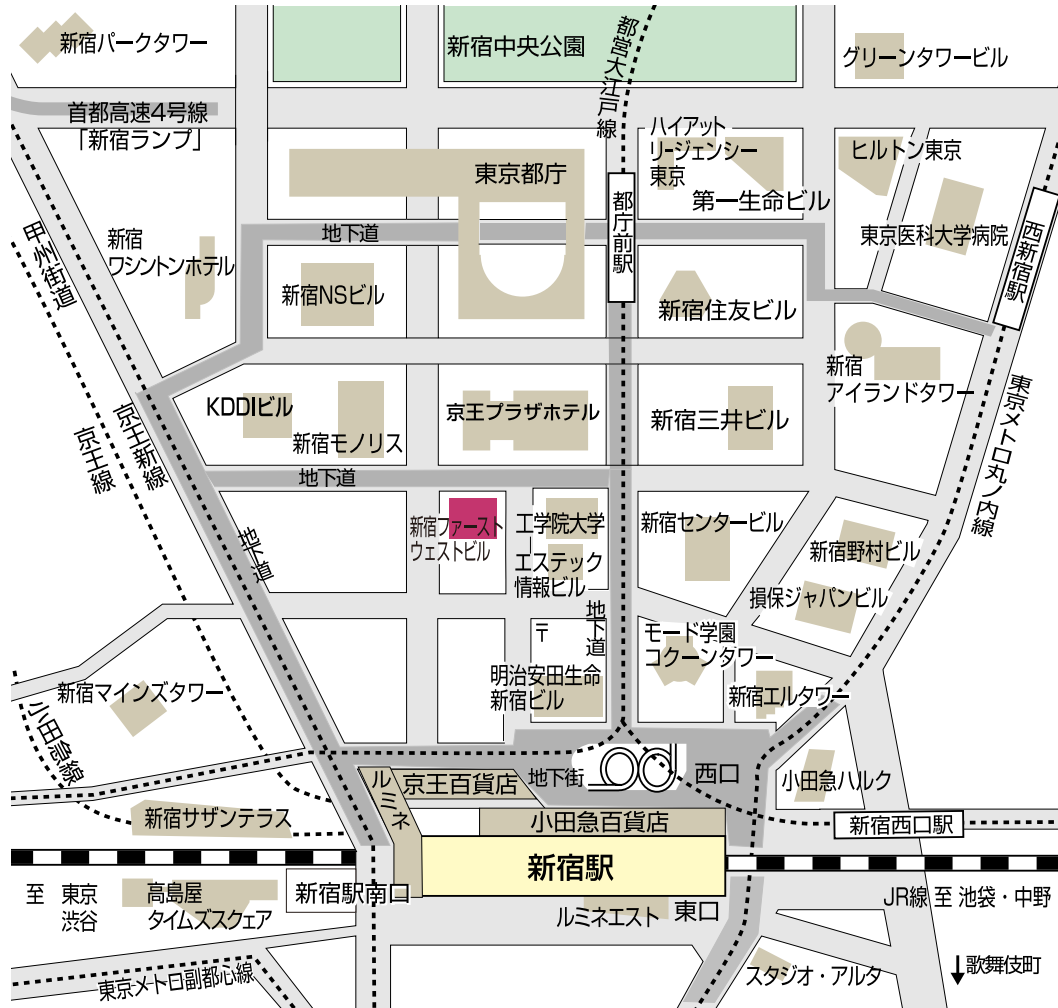 新宿パークタワー
新宿中央公園
都営大江戸線
グリーンタワービル
首都高速4号線
「新宿ランプ」
ハイアット
リージェンシー
東京
ヒルトン東京
東京都庁
第一生命ビル
都庁前駅
西新宿駅
甲州街道
新宿
ワシントンホテル
地下道
東京医科大学病院
新宿NSビル
新宿住友ビル
新宿
アイランドタワー
東京メトロ丸ノ内線
京王新線
京王線
KDDIビル
新宿モノリス
京王プラザホテル
新宿三井ビル
地下道
新宿ファースト
ウェストビル
工学院大学
エステック
情報ビル
新宿センタービル
新宿野村ビル
損保ジャパンビル
地下道
地下道
〒
モード学園
コクーンタワー
明治安田生命
新宿ビル
新宿エルタワー
新宿マインズタワー
小田急線
地下街
西口
小田急ハルク
ルミネ
京王百貨店
新宿サザンテラス
小田急百貨店
新宿西口駅
新宿駅
至 東京
渋谷
高島屋
タイムズスクェア
新宿駅南口
ルミネエスト
東口
JR線 至 池袋・中野
東京メトロ副都心線
スタジオ・アルタ
↓歌舞伎町